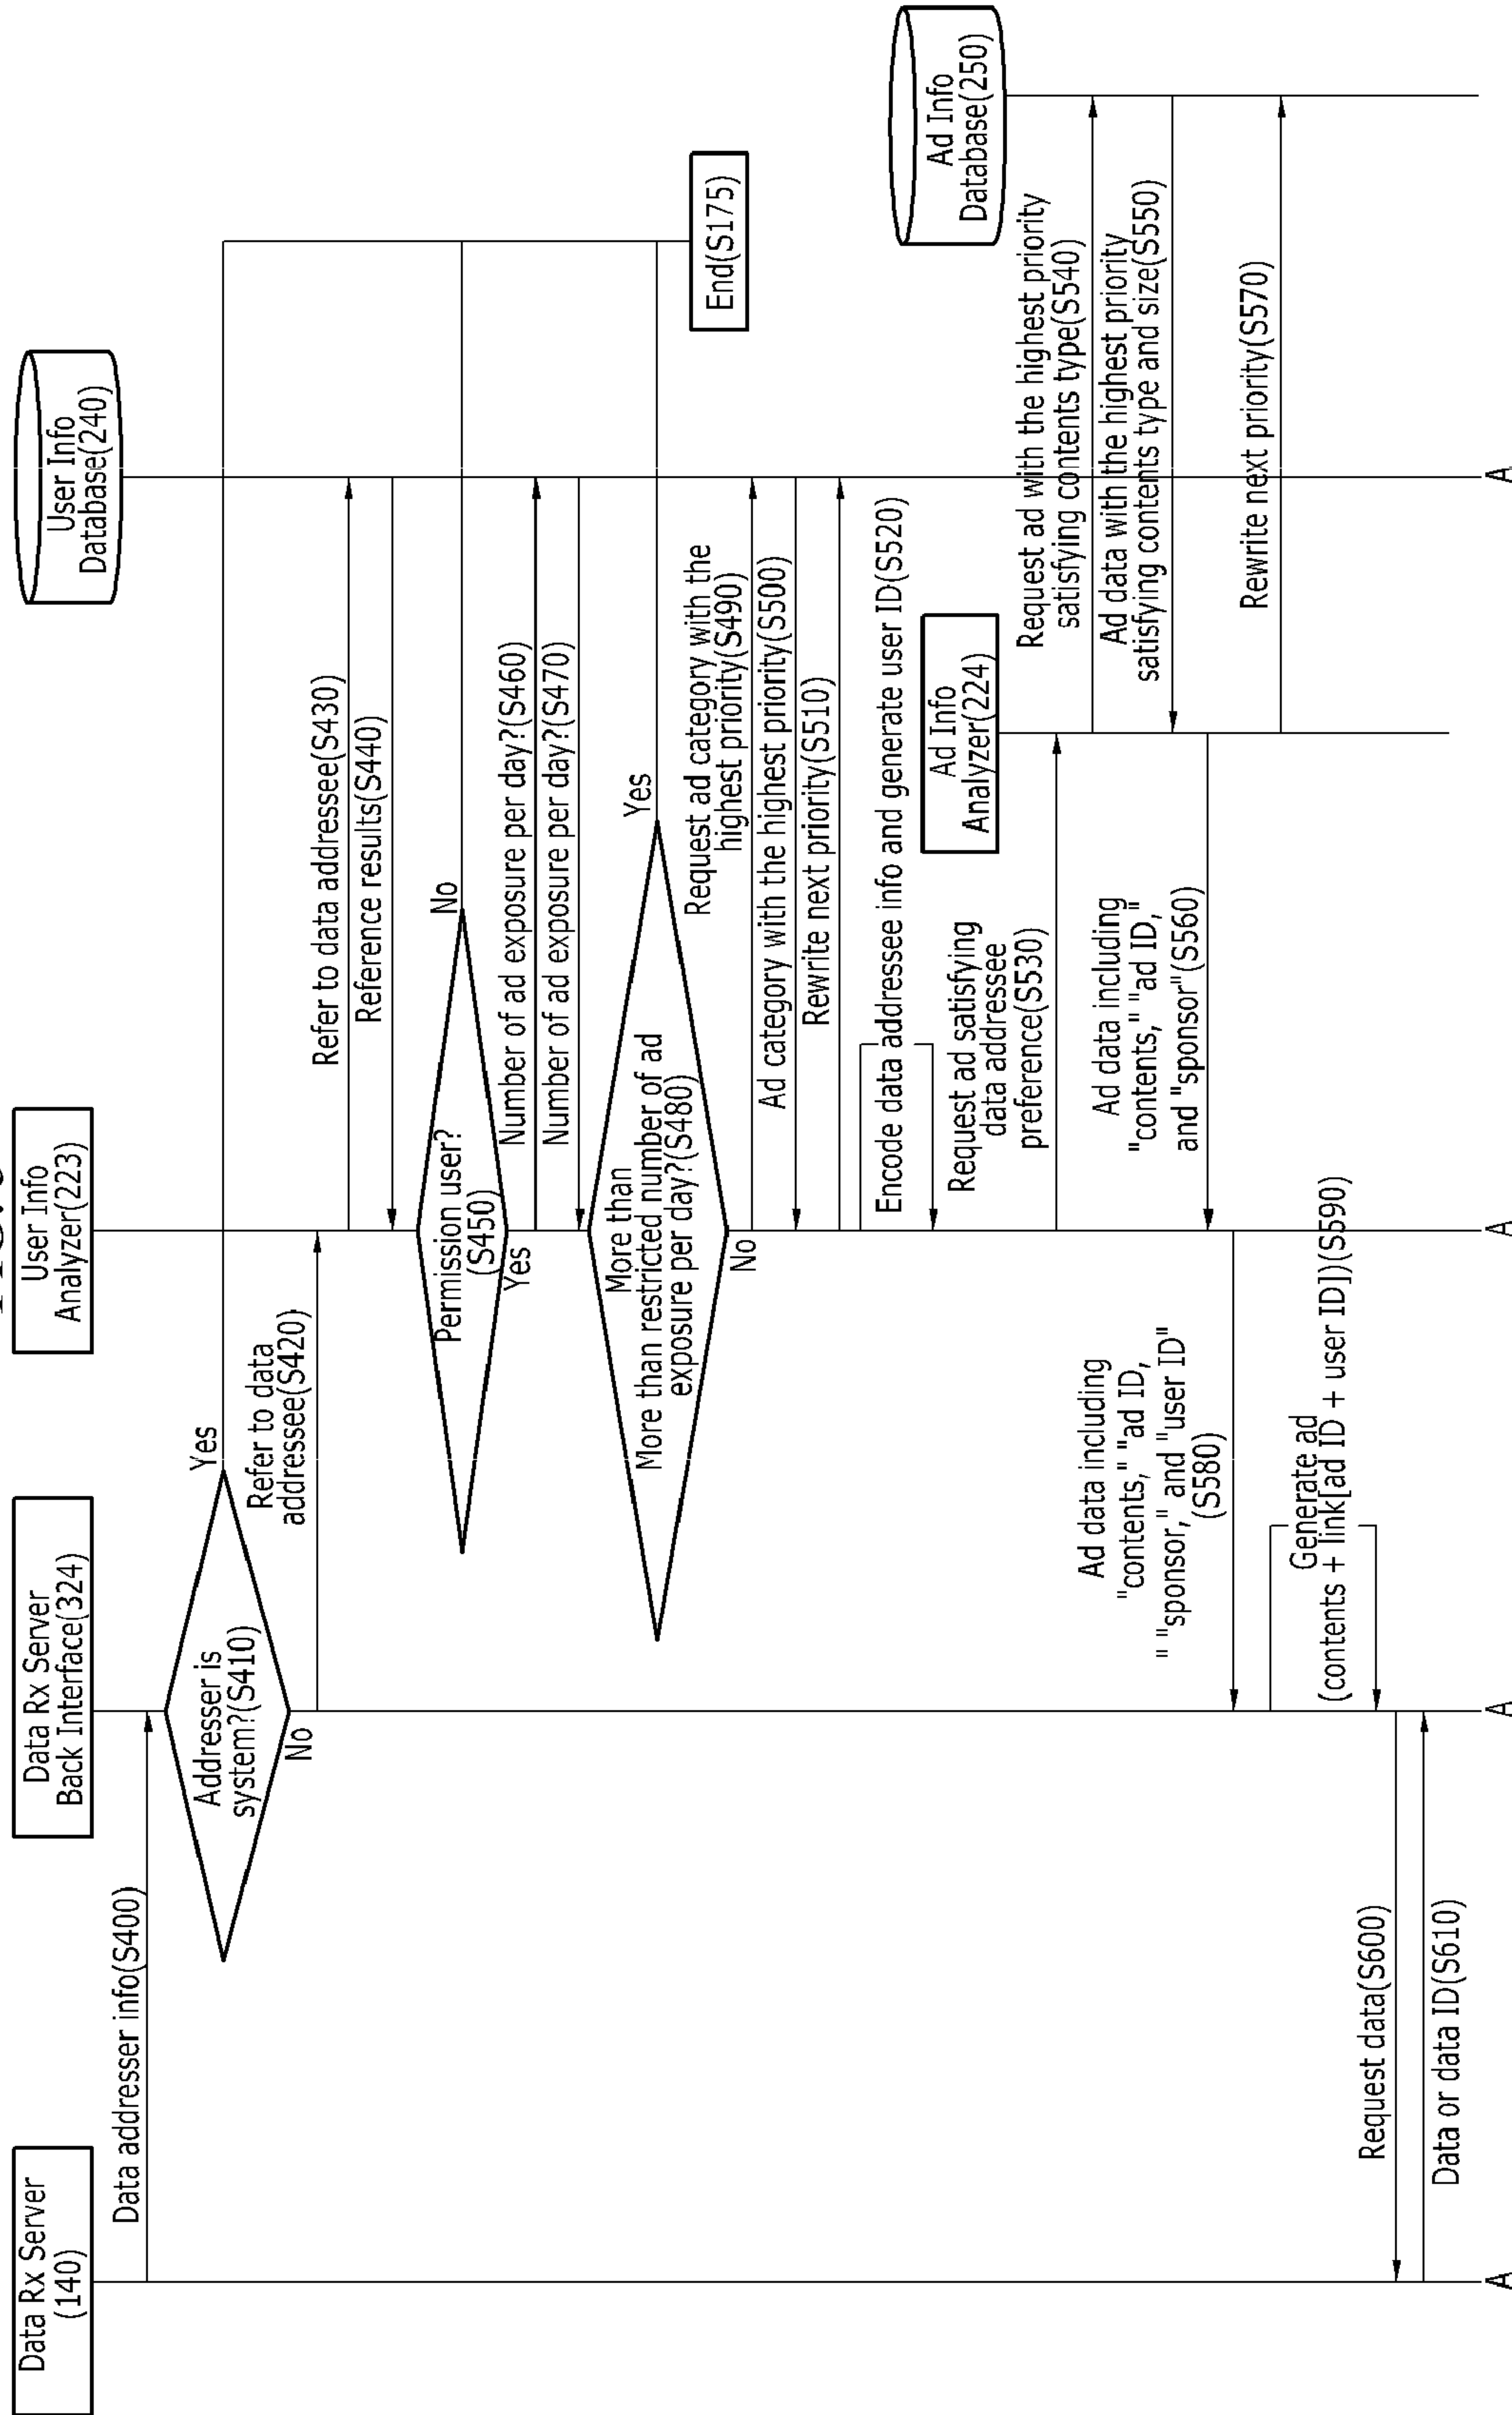 Data Rx Server
(140)
Data Rx Server
Back Interface(324)
User Info
Analyzer(223)
User Info
Database(240)
Data addresser info(S400)
Addresser is
system?(S410)
Yes
No
Refer to data
addressee(S420)
Refer to data addressee(S430)
Reference results(S440)
Permission user?
(S450)
No
Yes
Number of ad exposure per day?(S460)
Number of ad exposure per day?(S470)
More than
More than restricted number of ad
exposure per day?(S480)
Yes
No
End(S175)
Request ad category with the
highest priority(S490)
Ad category with the highest priority(S500)
Rewrite next priority(S510)
Encode data addressee info and generate user ID(S520)
Ad Info
Analyzer(224)
Ad Info
Database(250)
Request ad satisfying
data addressee
preference(S530)
Request ad with the highest priority
satisfying contents type(S540)
Ad data with the highest priority
satisfying contents type and size(S550)
Ad data including
"contents," "ad ID,"
and "sponsor"(S560)
Rewrite next priority(S570)
Ad data including
"contents," "ad ID,
" "sponsor," and "user ID"
(S580)
Generate ad
(contents + link[ad ID + user ID])(S590)
Request data(S600)
Data or data ID(S610)
A
A
A
A